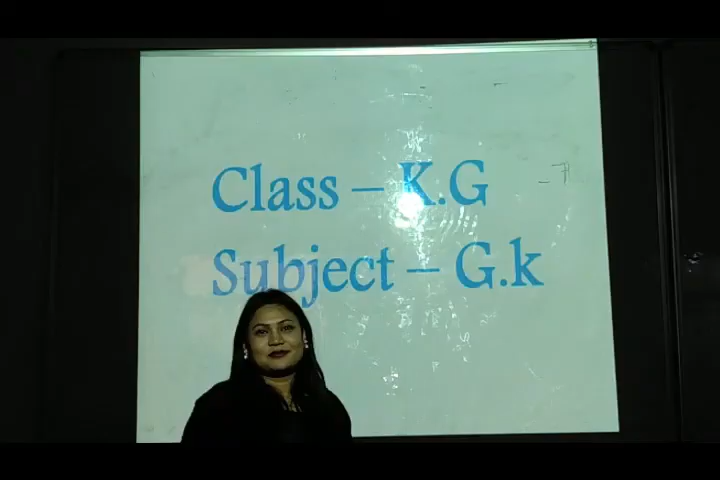 Class – K.G
Subject – G.k